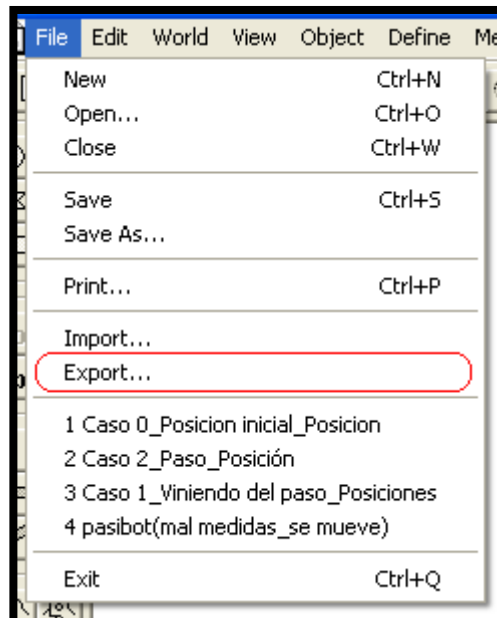 File Edit World View Object Define Me
New Ctrl+N
Open... Ctrl+O
Close Ctrl+W
Save Ctrl+S
Save As...
Print... Ctrl+P
Import...
Export...
1 Caso 0_Posicion inicial_Posicion
2 Caso 2_Paso_Posición
3 Caso 1_Viniendo del paso_Posiciones
4 pasibot(mal medidas_se mueve)
Exit Ctrl+Q